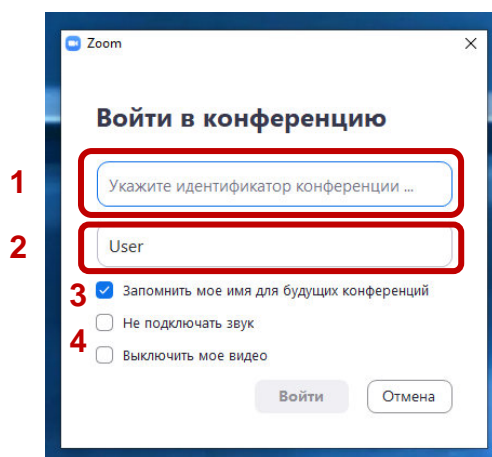 Zoom
Войти в конференцию
1
Укажите идентификатор конференции ...
2
User
3
Запомнить мое имя для будущих конференций
Не подключать звук
4
Выключить мое видео
Войти Отмена